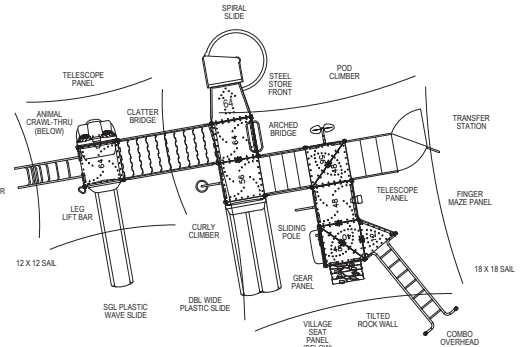 SPIRAL
SLIDE
TELESCOPE
PANEL
STEEL
STORE
FRONT
POD
CLIMBER
ANIMAL
CRAWL-THRU
(BELOW)
CLATTER
BRIDGE
64
ARCHED
BRIDGE
TRANSFER
STATION
64
64
56
48
R
LEG
LIFT BAR
TELESCOPE
PANEL
FINGER
MAZE PANEL
CURLY
CLIMBER
SLIDING
POLE
12 X 12 SAIL
GEAR
PANEL
18 X 18 SAIL
SGL PLASTIC
WAVE SLIDE
DBL WIDE
PLASTIC SLIDE
VILLAGE
SEAT
PANEL
(BELOW)
TILTED
ROCK WALL
COMBO
OVERHEAD